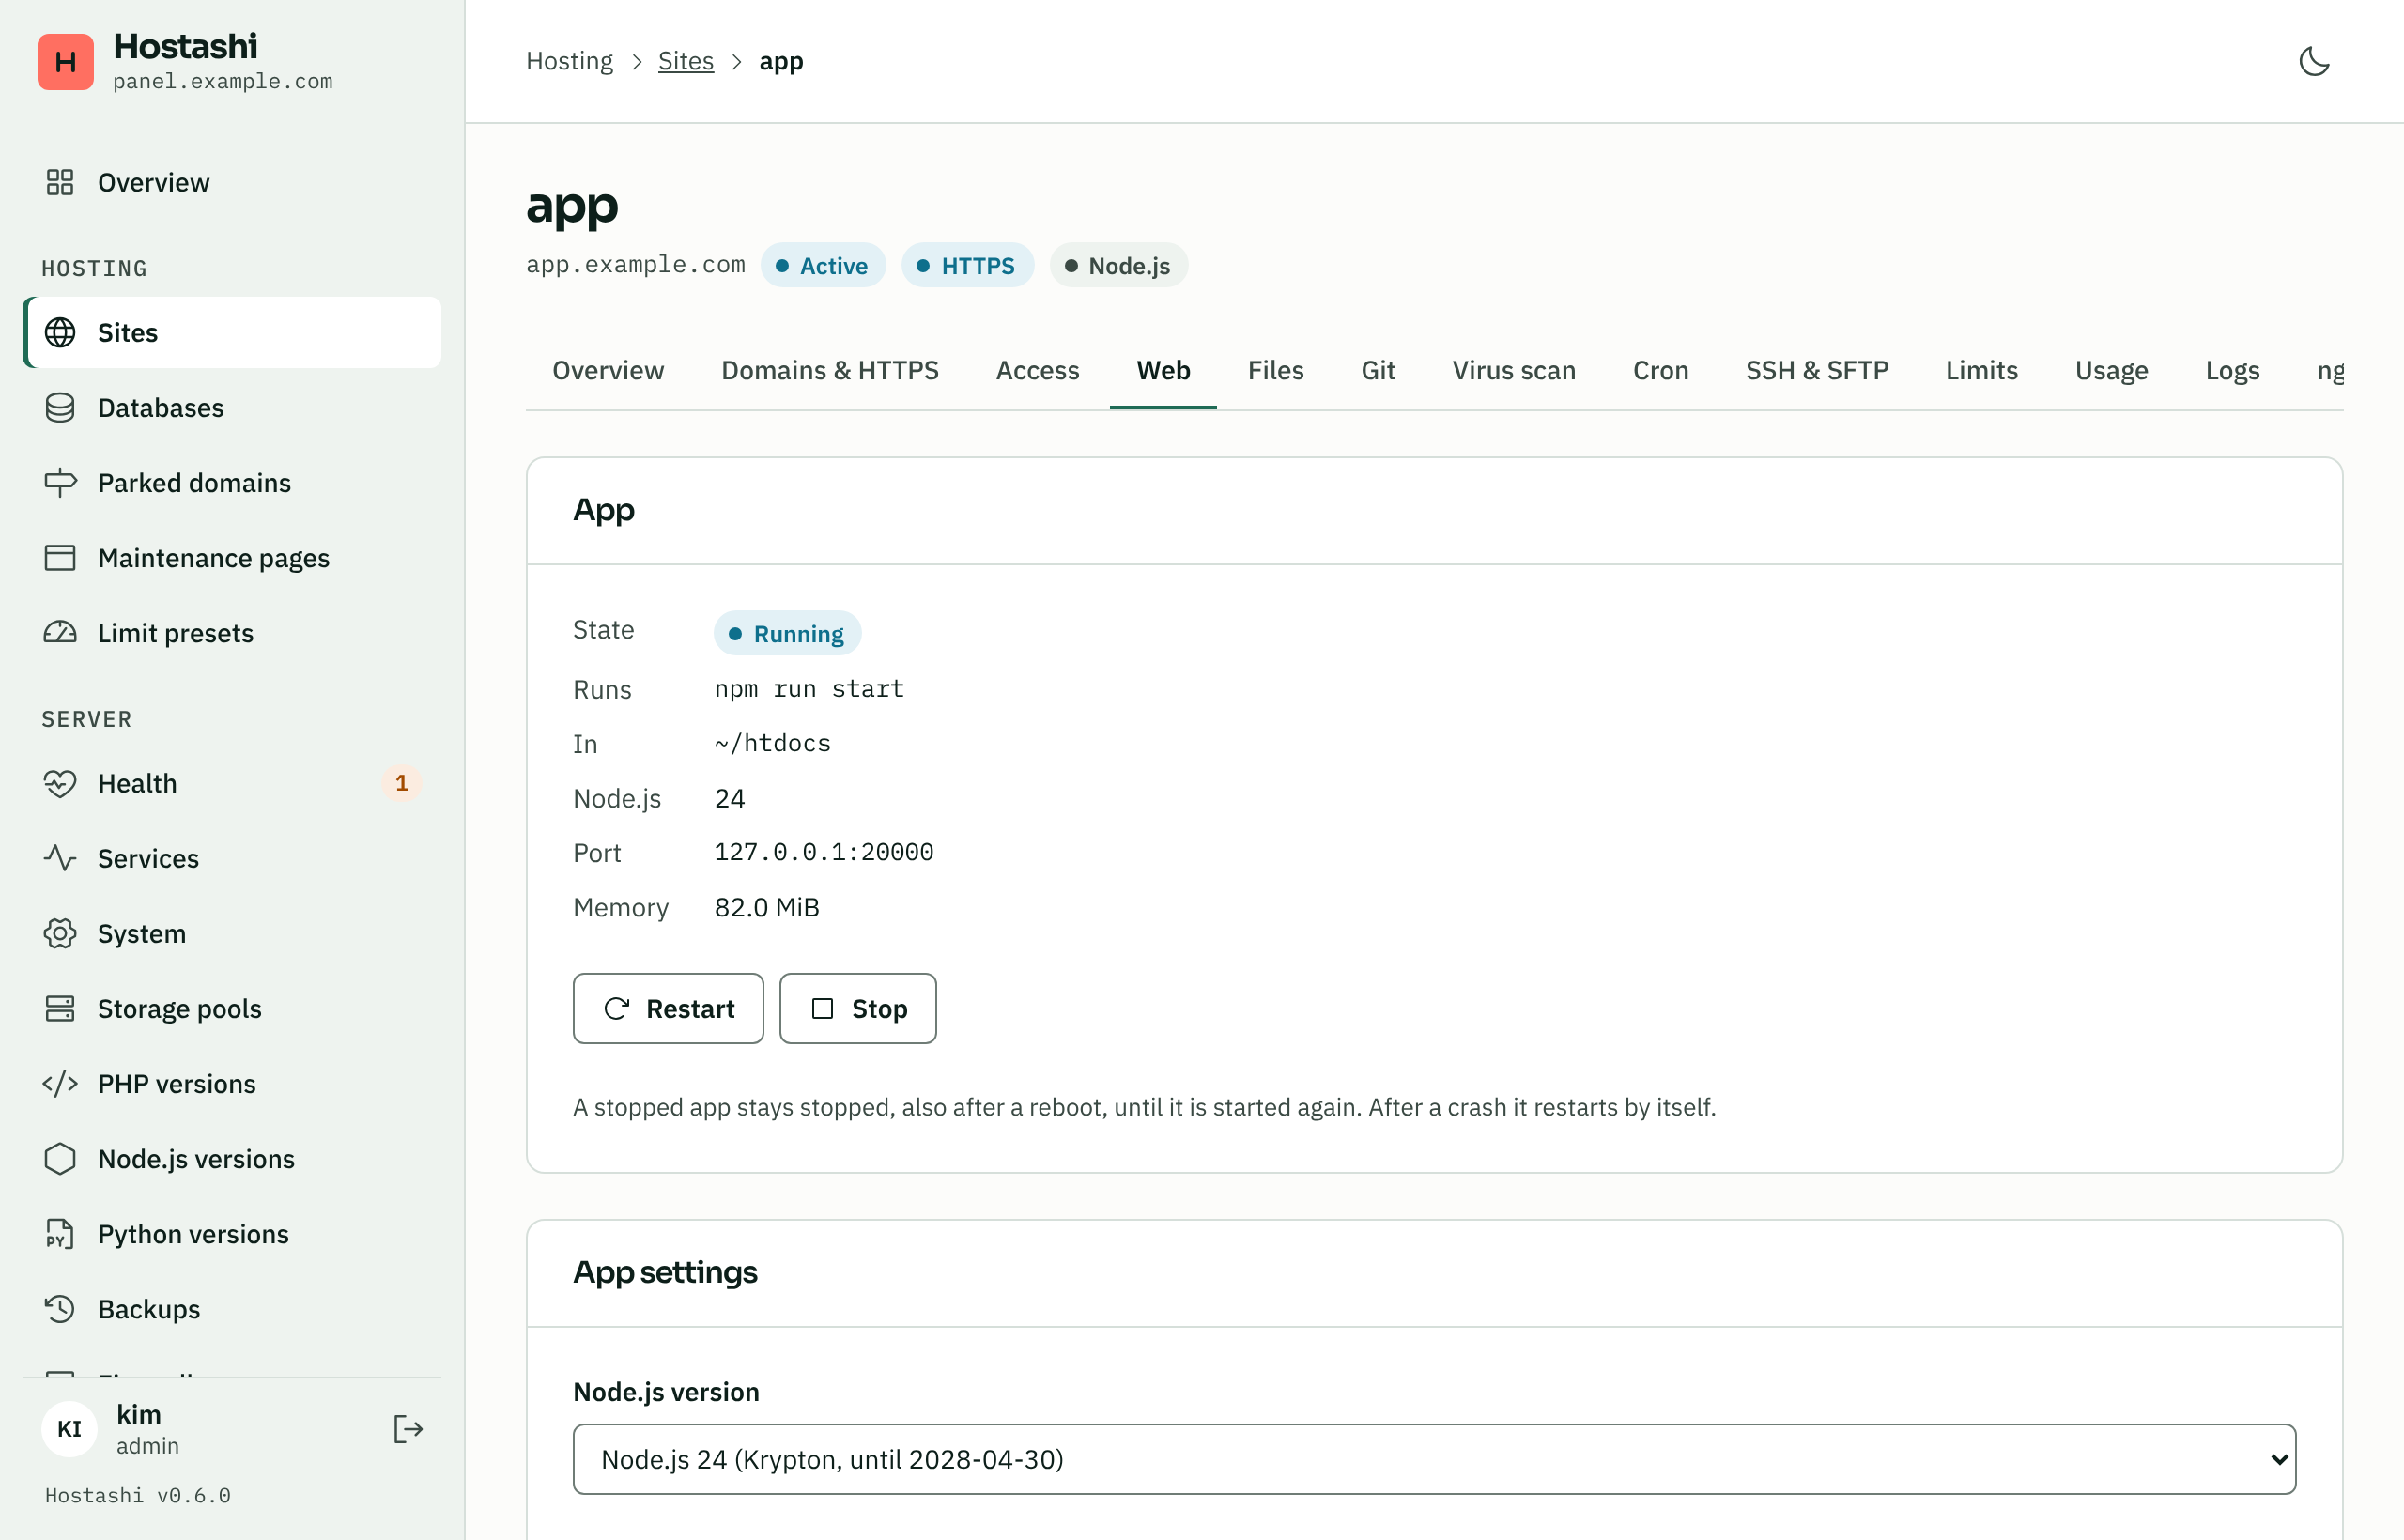 H
Hostashi
panel.example.com
Overview
HOSTING
Sites
Databases
Parked domains
Maintenance pages
Limit presets
SERVER
Health 1
Services
System
Storage pools
PHP versions
Node.js versions
PY Python versions
Backups
KI
kim
admin
Hostashi v0.6.0
Hosting > Sites > app
app
app.example.com Active HTTPS Node.js
Overview Domains & HTTPS Access Web Files Git Virus scan Cron SSH & SFTP Limits Usage Logs ng
App
State Running
Runs npm run start
In ~/htdocs
Node.js 24
Port 127.0.0.1:20000
Memory 82.0 MiB
Restart Stop
A stopped app stays stopped, also after a reboot, until it is started again. After a crash it restarts by itself.
App settings
Node.js version
Node.js 24 (Krypton, until 2028-04-30)